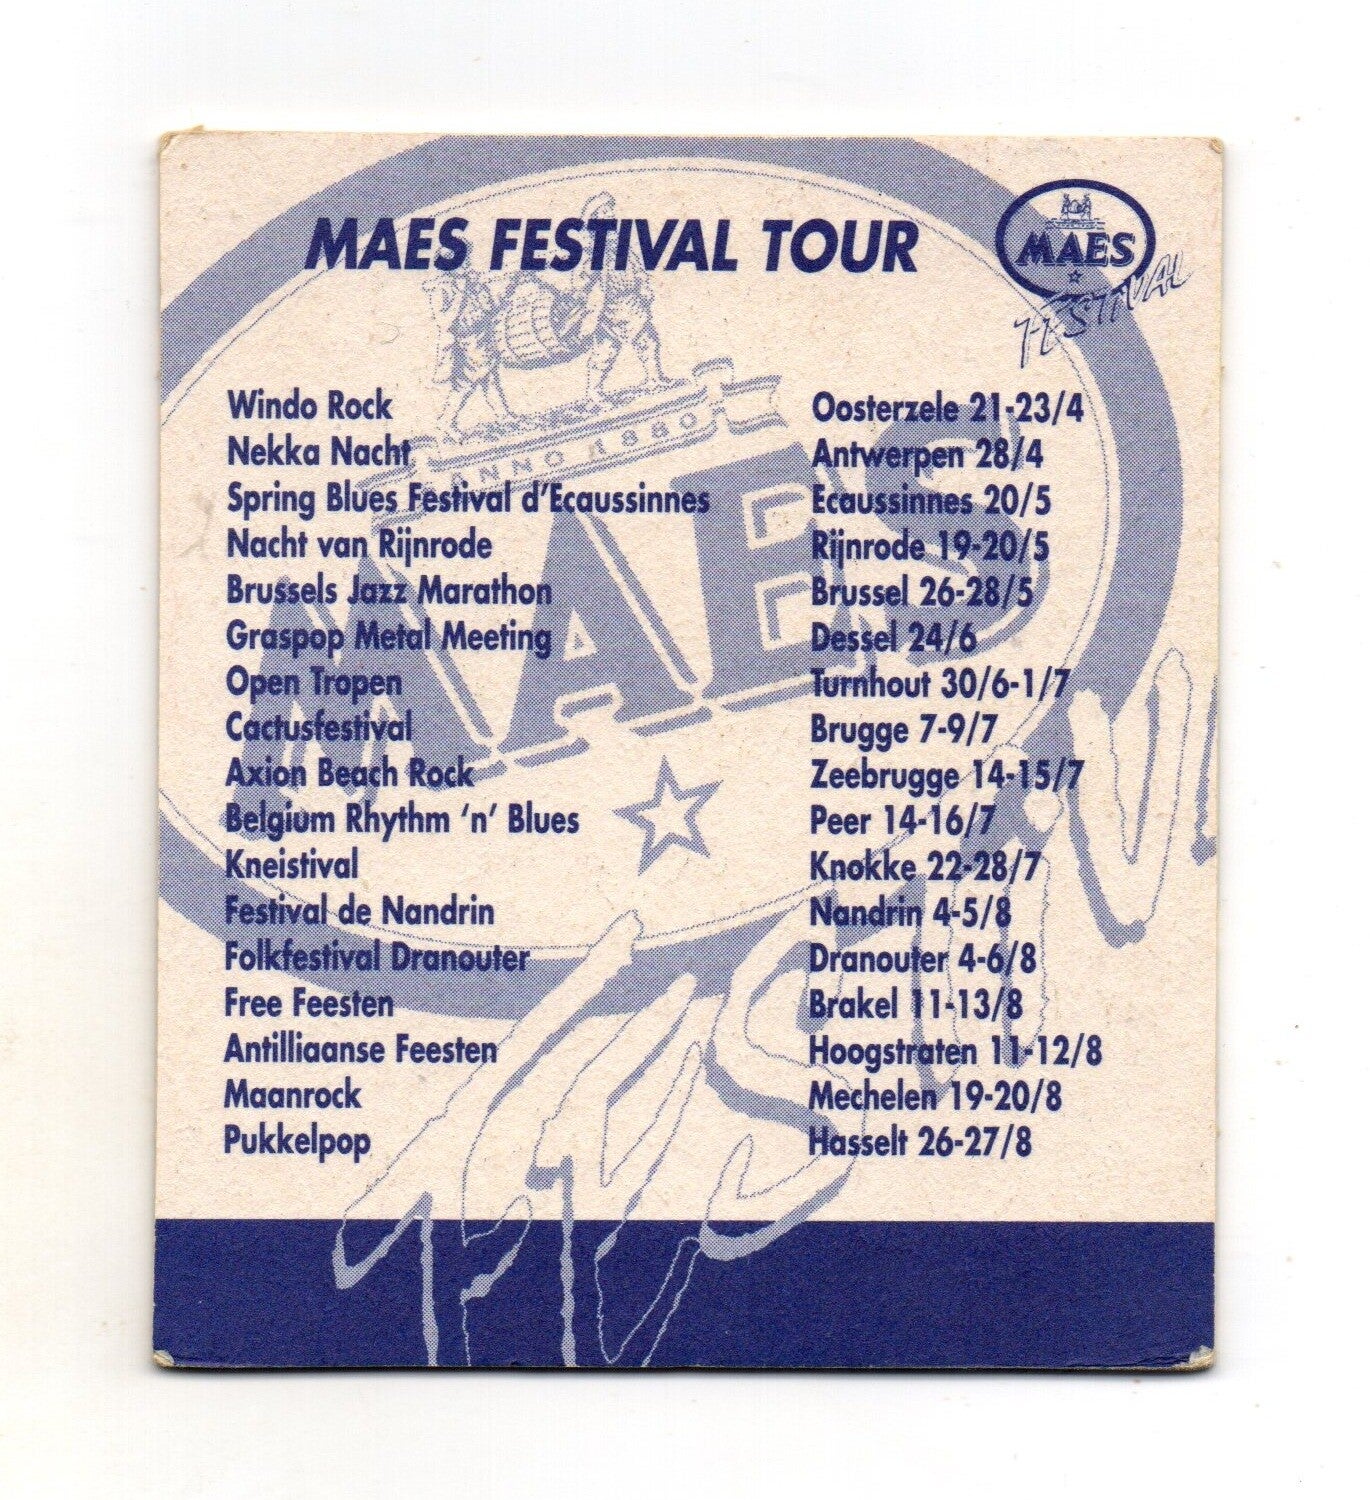 MAES FESTIVAL TOUR
MAES
FESTIVAL
ANNO 1880
MAES
FESTIVAL
Windo Rock Oosterzele 21-23/4
Nekka Nacht Antwerpen 28/4
Spring Blues Festival d'Ecaussinnes Ecaussinnes 20/5
Nacht van Rijnrode Rijnrode 19-20/5
Brussels Jazz Marathon Brussel 26-28/5
Graspop Metal Meeting Dessel 24/6
Open Tropen Turnhout 30/6-1/7
Cactusfestival Brugge 7-9/7
Axion Beach Rock Zeebrugge 14-15/7
Belgium Rhythm 'n' Blues Peer 14-16/7
Kneistival Knokke 22-28/7
Festival de Nandrin Nandrin 4-5/8
Folkfestival Dranouter Dranouter 4-6/8
Free Feesten Brakel 11-13/8
Antilliaanse Feesten Hoogstraten 11-12/8
Maanrock Mechelen 19-20/8
Pukkelpop Hasselt 26-27/8